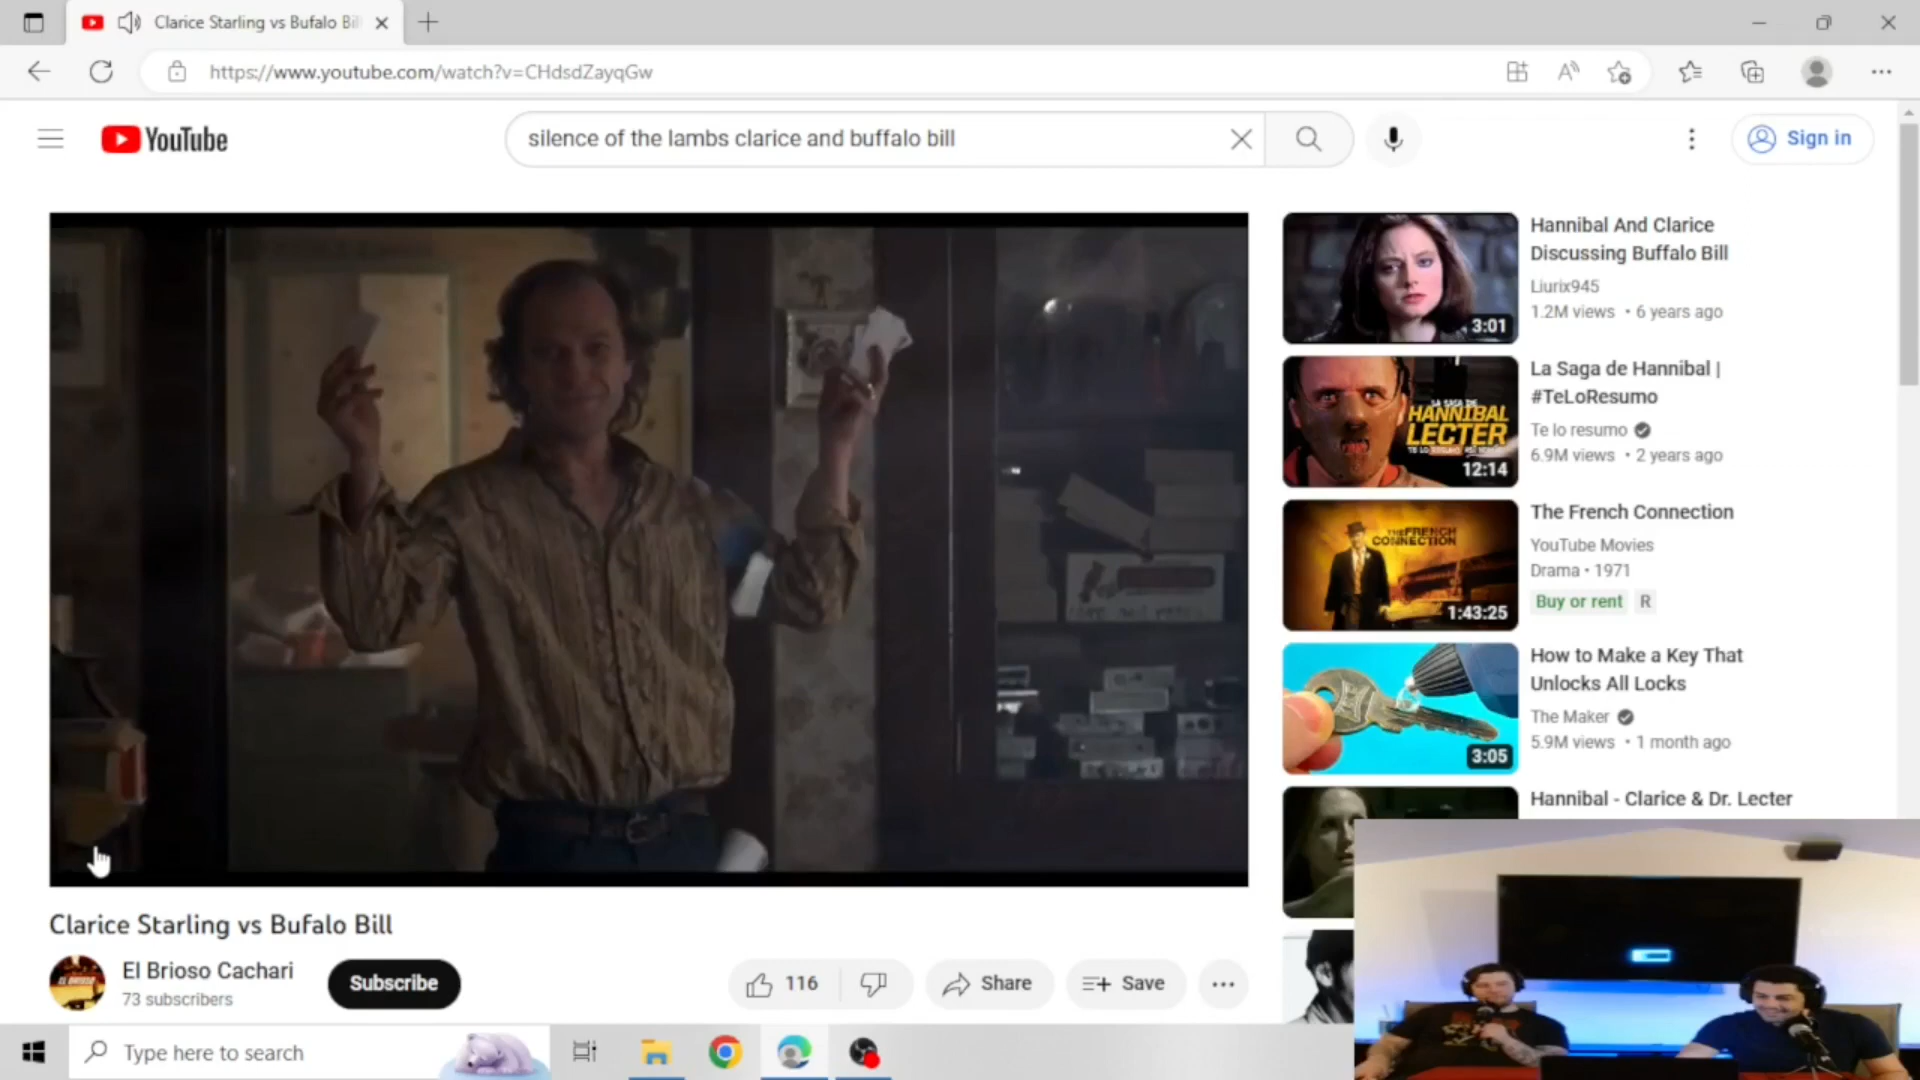 Clarice Starling vs Bufalo Bil
https://www.youtube.com/watch?v=CHdsdZayqGw
YouTube
silence of the lambs clarice and buffalo bill
Sign in
Hannibal And Clarice
Discussing Buffalo Bill
Liurix945
1.2M views • 6 years ago
3:01
La Saga de Hannibal |
#TeLoResumo
Te lo resumo
6.9M views • 2 years ago
LA SAGA DE
HANNIBAL
LECTER
12:14
The French Connection
YouTube Movies
Drama • 1971
Buy or rent R
THE FRENCH
CONNECTION
1:43:25
How to Make a Key That
Unlocks All Locks
The Maker
5.9M views • 1 month ago
3:05
Hannibal - Clarice & Dr. Lecter
Clarice Starling vs Bufalo Bill
El Brioso Cachari
73 subscribers
Subscribe
116
Share
Save
Type here to search